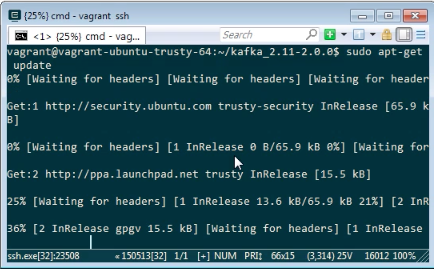 {25%} cmd - vagrant ssh
<1> {25%} cmd - vag...
Search
vagrant@vagrant-ubuntu-trusty-64:~/kafka_2.11-2.0.0$ sudo apt-get
update
0% [Waiting for headers] [Waiting for headers] [Waiting for header
Get:1 http://security.ubuntu.com trusty-security InRelease [65.9 k
B]
0% [Waiting for headers] [1 InRelease 0 B/65.9 kB 0%] [Waiting for
Get:2 http://ppa.launchpad.net trusty InRelease [15.5 kB]
25% [Waiting for headers] [1 InRelease 13.6 kB/65.9 kB 21%] [2 InR
36% [2 InRelease gpgv 15.5 kB] [Waiting for headers] [1 InRelease
ssh.exe[32]:23508 «150513[32] 1/1 [+] NUM PRI↕ 66x15 (3,314) 25V 16012 100%